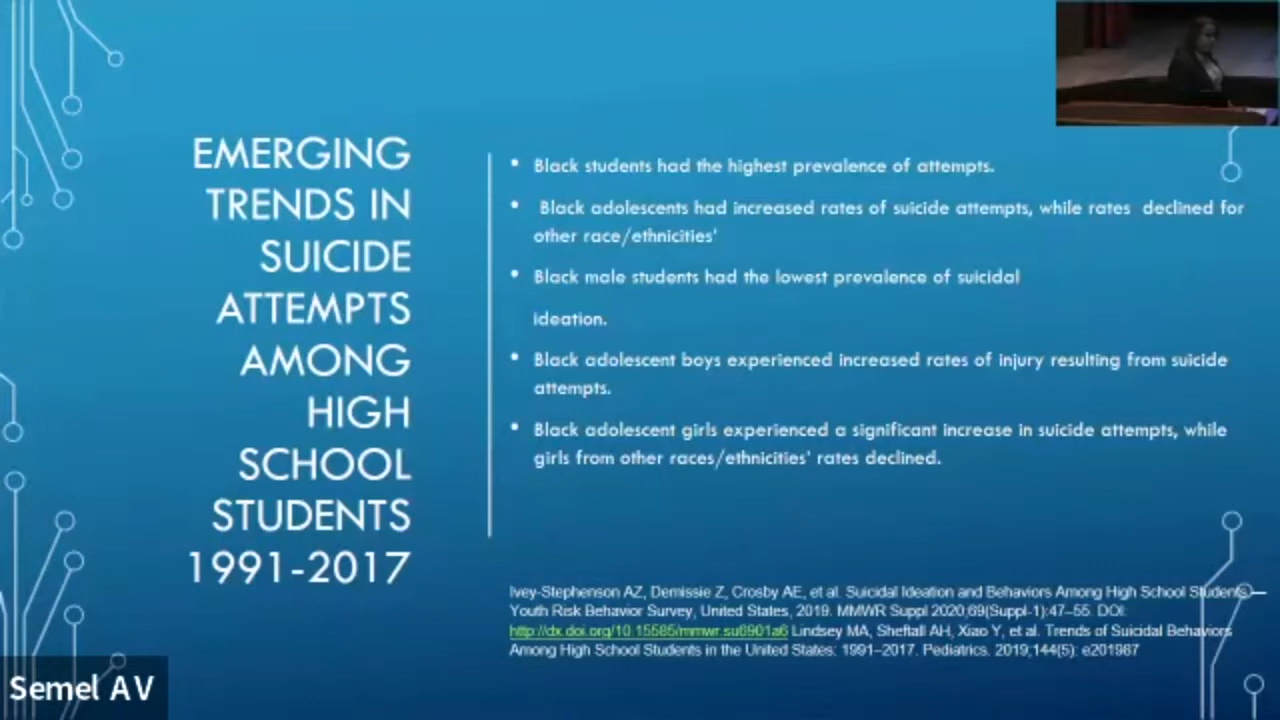 EMERGING
TRENDS IN
SUICIDE
ATTEMPTS
AMONG
HIGH
SCHOOL
STUDENTS
1991-2017
• Black students had the highest prevalence of attempts.
• Black adolescents had increased rates of suicide attempts, while rates declined for
other race/ethnicities'
• Black male students had the lowest prevalence of suicidal
ideation.
• Black adolescent boys experienced increased rates of injury resulting from suicide
attempts.
• Black adolescent girls experienced a significant increase in suicide attempts, while
girls from other races/ethnicities' rates declined.
Ivey-Stephenson AZ, Demissie Z, Crosby AE, et al. Suicidal Ideation and Behaviors Among High School Students—
Youth Risk Behavior Survey, United States, 2019. MMWR Suppl 2020;69(Suppl-1):47–55. DOI:
http://dx.doi.org/10.15585/mmwr.su6901a6 Lindsey MA, Sheftall AH, Xiao Y, et al. Trends of Suicidal Behaviors
Among High School Students in the United States: 1991–2017. Pediatrics. 2019;144(5): e201987
Semel AV